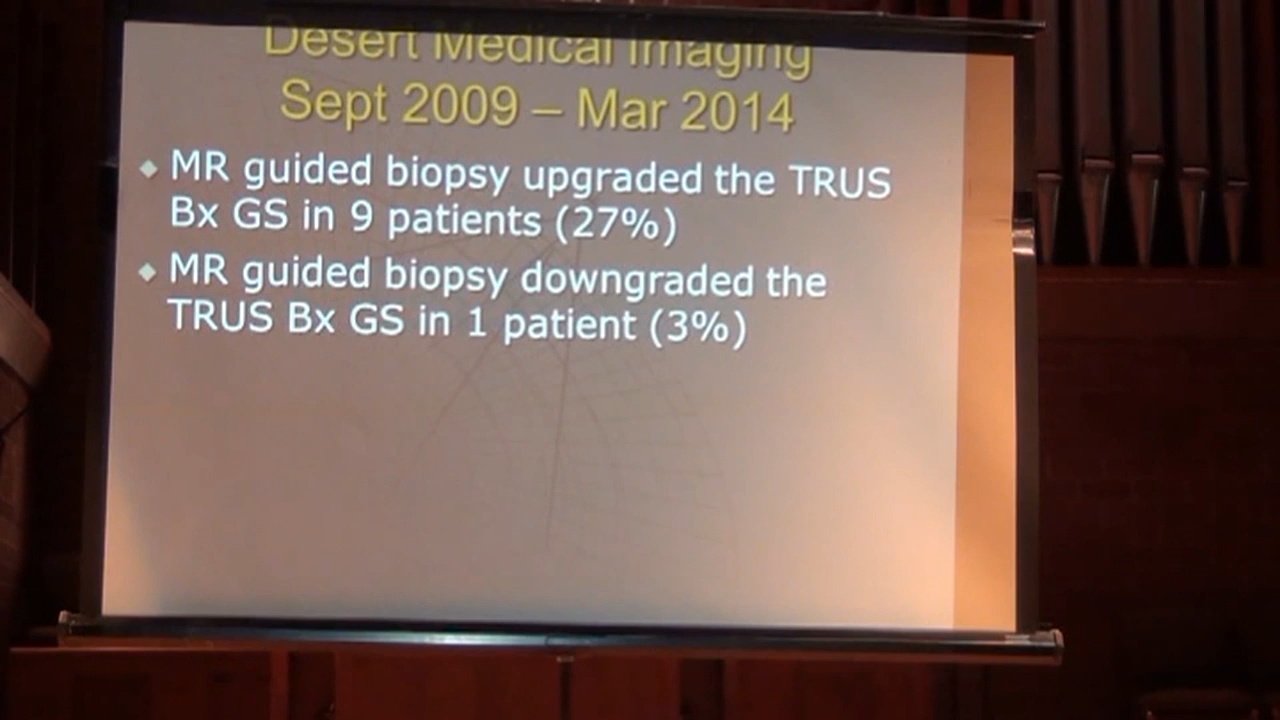 Desert Medical Imaging
Sept 2009 – Mar 2014
MR guided biopsy upgraded the TRUS
Bx GS in 9 patients (27%)
MR guided biopsy downgraded the
TRUS Bx GS in 1 patient (3%)